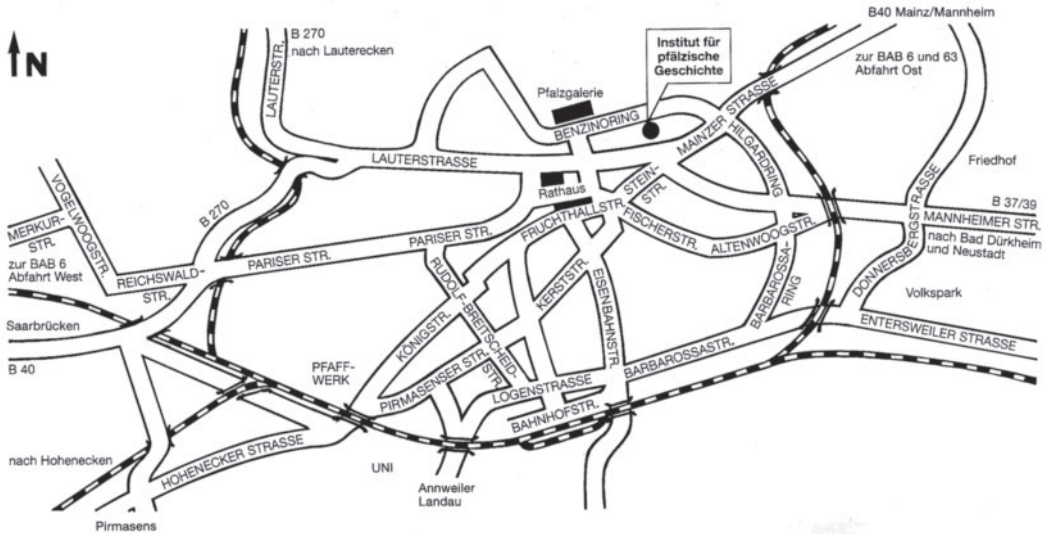 B40 Mainz/Mannheim
N
B 270
nach Lauterecken
LAUTERSTR.
Institut für
pfälzische
Geschichte
zur BAB 6 und 63
Abfahrt Ost
Pfalzgalerie
BENZINORING
MAINZER STRASSE
HILGARDRING
LAUTERSTRASSE
Friedhof
VOGELWOOGSTR.
Rathaus
STEIN-
STR.
B 270
B 37/39
MANNHEIMER STR.
MERKUR-
STR.
FRUCHTHALLSTR.
FISCHERSTR.
ALTENWOOGSTR.
PARISER STR.
PARISER STR.
nach Bad Dürkheim
und Neustadt
zur BAB 6
Abfahrt West
REICHSWALD-
STR.
DONNERSBERGSTRASSE
RUDOLF-BREITSCHEID-
STR.
KERSTSTR.
EISENBAHNSTR.
BARBAROSSA-
RING
Volkspark
Saarbrücken
B 40
KÖNIGSTR.
ENTERSWEILER STRASSE
PFAFF-
WERK
PIRMASENSER STR.
BARBAROSSASTR.
LOGENSTRASSE
BAHNHOFSTR.
HOHENECKER STRASSE
nach Hohenecken
UNI
Annweiler
Landau
Pirmasens